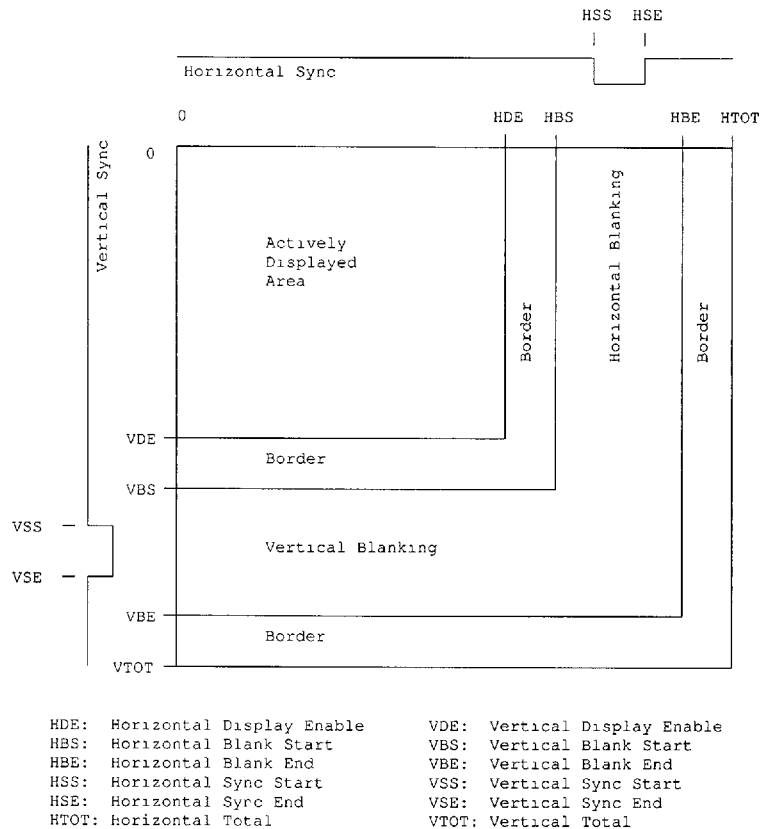 HSS HSE
Horizontal Sync
0 HDE HBS HBE HTOT
0
Vertical Sync
Actively
Displayed
Area
Border
Horizontal Blanking
Border
VDE
Border
VBS
VSS
Vertical Blanking
VSE
VBE
Border
VTOT
HDE: Horizontal Display Enable VDE: Vertical Display Enable
HBS: Horizontal Blank Start VBS: Vertical Blank Start
HBE: Horizontal Blank End VBE: Vertical Blank End
HSS: Horizontal Sync Start VSS: Vertical Sync Start
HSE: Horizontal Sync End VSE: Vertical Sync End
HTOT: Horizontal Total VTOT: Vertical Total